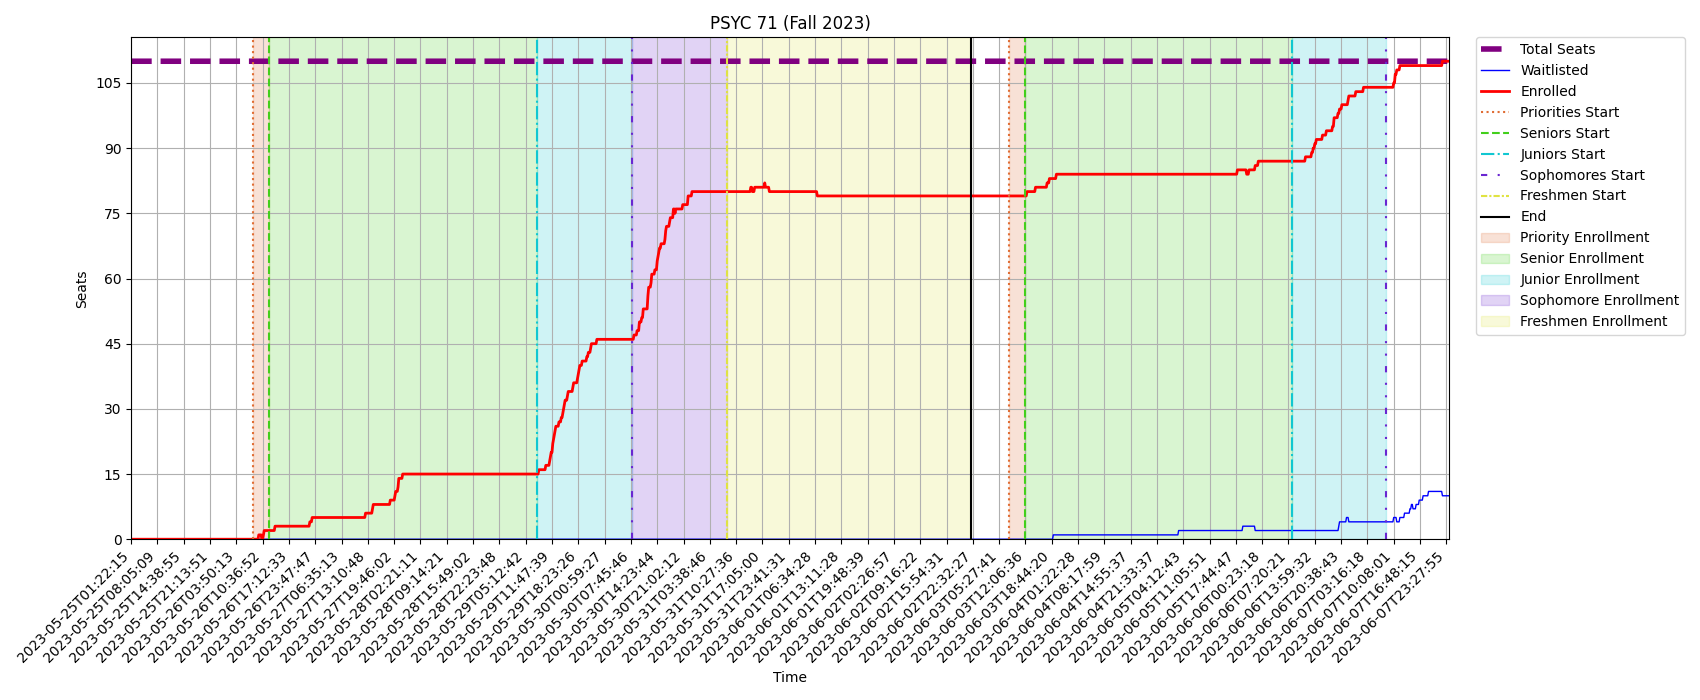 PSYC 71 (Fall 2023)
Seats
105
90
75
60
45
30
15
0
2023-05-25T01:22:15
2023-05-25T08:05:09
2023-05-25T14:38:55
2023-05-25T21:13:51
2023-05-26T03:50:13
2023-05-26T10:36:52
2023-05-26T17:12:33
2023-05-26T23:47:47
2023-05-27T06:35:13
2023-05-27T13:10:48
2023-05-27T19:46:02
2023-05-28T02:21:11
2023-05-28T09:14:21
2023-05-28T15:49:02
2023-05-28T22:23:48
2023-05-29T05:12:42
2023-05-29T11:47:39
2023-05-29T18:23:26
2023-05-30T00:59:27
2023-05-30T07:45:46
2023-05-30T14:23:44
2023-05-30T21:02:12
2023-05-31T03:38:46
2023-05-31T10:27:36
2023-05-31T17:05:00
2023-05-31T23:41:31
2023-06-01T06:34:28
2023-06-01T13:11:28
2023-06-01T19:48:39
2023-06-02T02:26:57
2023-06-02T09:16:22
2023-06-02T15:54:31
2023-06-02T22:32:27
2023-06-03T05:27:41
2023-06-03T12:06:36
2023-06-03T18:44:20
2023-06-04T01:22:28
2023-06-04T08:17:59
2023-06-04T14:55:37
2023-06-04T21:33:37
2023-06-05T04:12:43
2023-06-05T11:05:51
2023-06-05T17:44:47
2023-06-06T00:23:18
2023-06-06T07:20:21
2023-06-06T13:59:32
2023-06-06T20:38:43
2023-06-07T03:16:18
2023-06-07T10:08:01
2023-06-07T16:48:15
2023-06-07T23:27:55
Time
Total Seats
Waitlisted
Enrolled
Priorities Start
Seniors Start
Juniors Start
Sophomores Start
Freshmen Start
End
Priority Enrollment
Senior Enrollment
Junior Enrollment
Sophomore Enrollment
Freshmen Enrollment